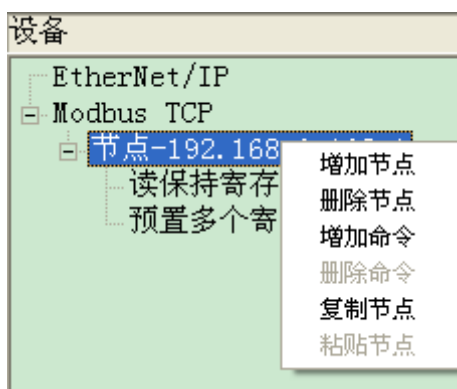 设备
EtherNet/IP
Modbus TCP
节点-192.168
读保持寄存
预置多个寄
增加节点
删除节点
增加命令
删除命令
复制节点
粘贴节点